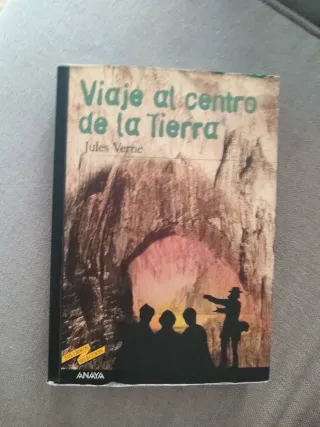 Viaje al centro
de la Tierra
Jules Verne
ANAYA